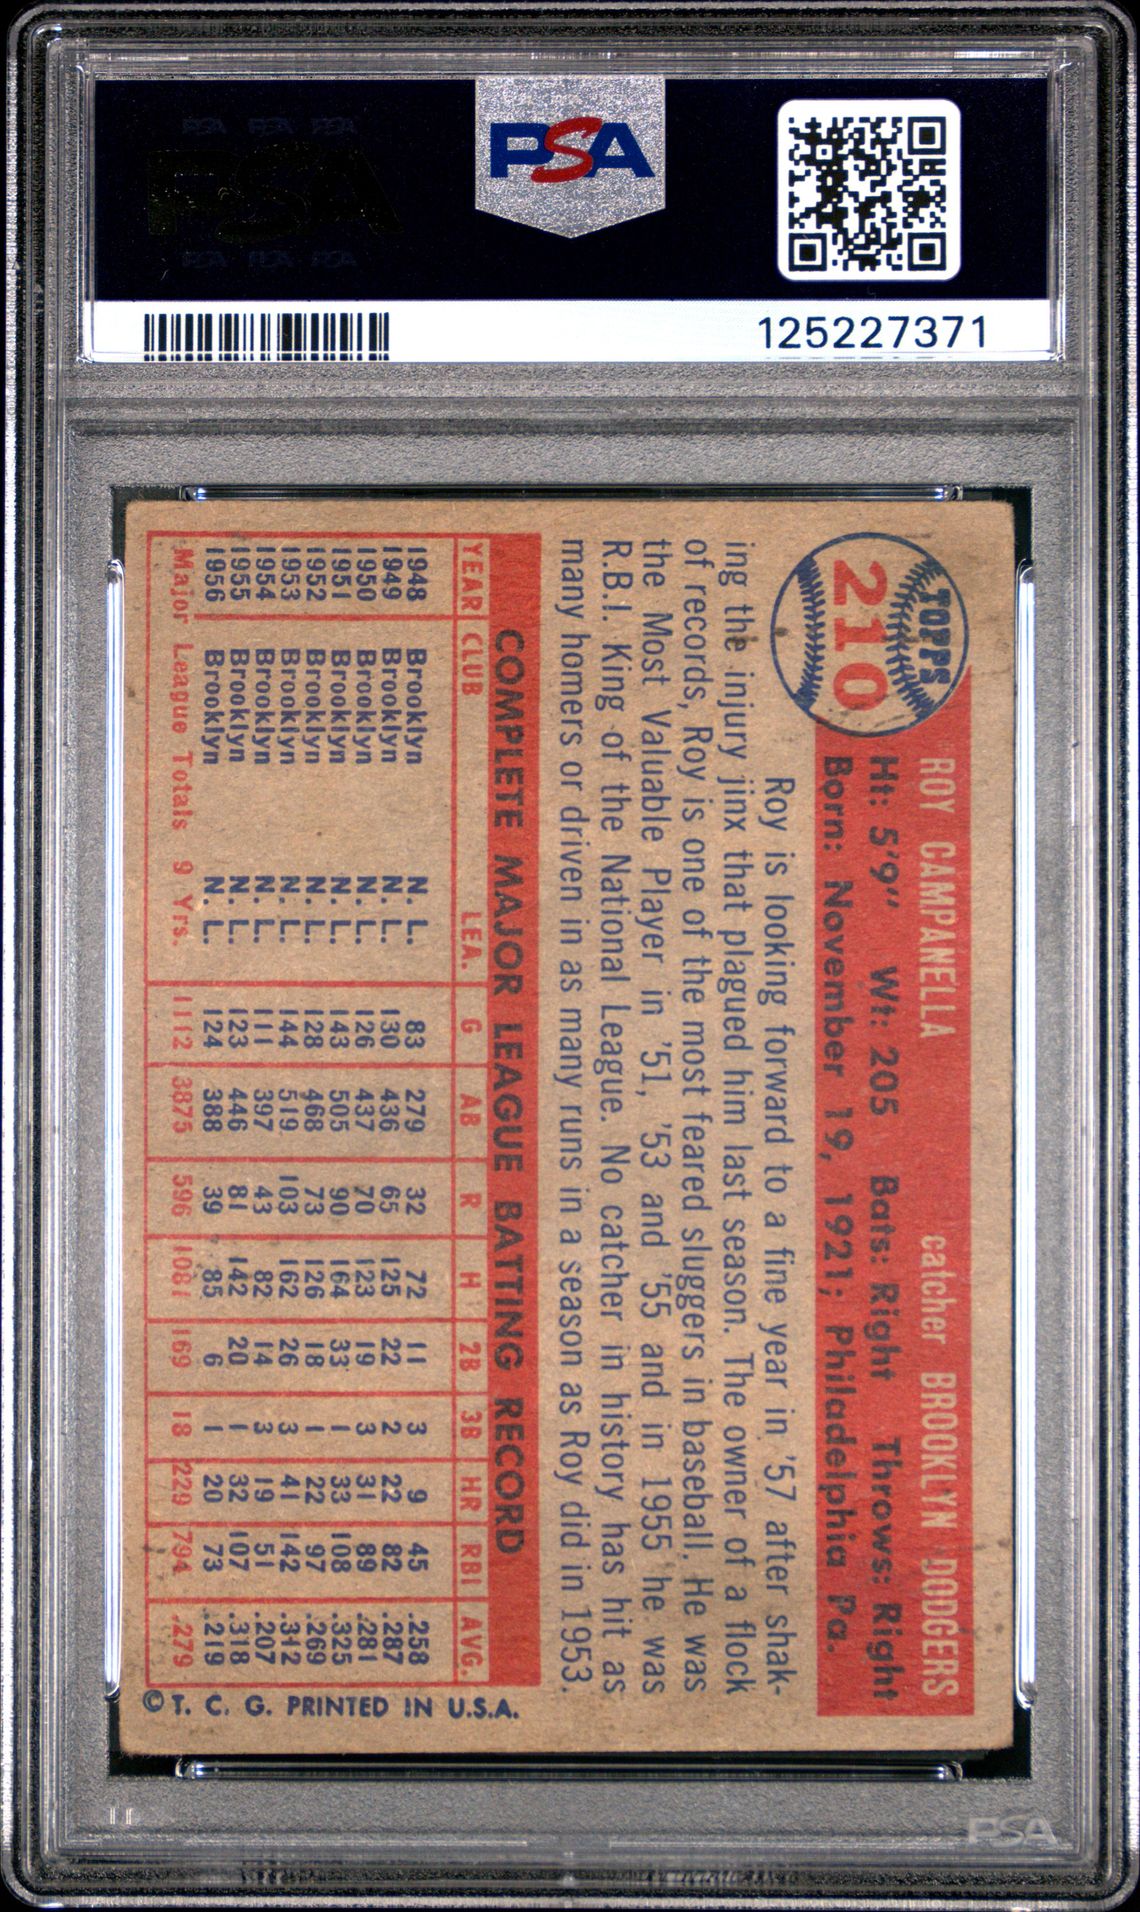 PSA
125227371
TOPPS
210
ROY CAMPANELLA catcher BROOKLYN DODGERS
Ht: 5'9" Wt: 205 Bats: Right Throws: Right
Born: November 19, 1921; Philadelphia Pa.
Roy is looking forward to a fine year in '57 after shak-
ing the injury jinx that plagued him last season. The owner of a flock
of records, Roy is one of the most feared sluggers in baseball. He was
the Most Valuable Player in '51, '53 and '55 and in 1955 he was
R.B.I. King of the National League. No catcher in history has hit as
many homers or driven in as many runs in a season as Roy did in 1953.
COMPLETE MAJOR LEAGUE BATTING RECORD
YEAR CLUB LEA. G AB R H 2B 3B HR RBI AVG.
1948 Brooklyn N. L. 83 279 32 72 11 3 9 45 .258
1949 Brooklyn N. L. 130 436 65 125 22 2 22 82 .287
1950 Brooklyn N. L. 126 437 70 123 19 3 31 89 .281
1951 Brooklyn N. L. 143 505 90 164 33 1 33 108 .325
1952 Brooklyn N. L. 128 468 73 126 18 1 22 97 .269
1953 Brooklyn N. L. 144 519 103 162 26 3 41 142 .312
1954 Brooklyn N. L. 111 397 43 82 14 3 19 51 .207
1955 Brooklyn N. L. 123 446 81 142 20 1 32 107 .318
1956 Brooklyn N. L. 124 388 39 85 6 1 20 73 .219
Major League Totals 9 Yrs. 1112 3875 596 1081 169 18 229 794 .279
© T. C. G. PRINTED IN U.S.A.
PSA